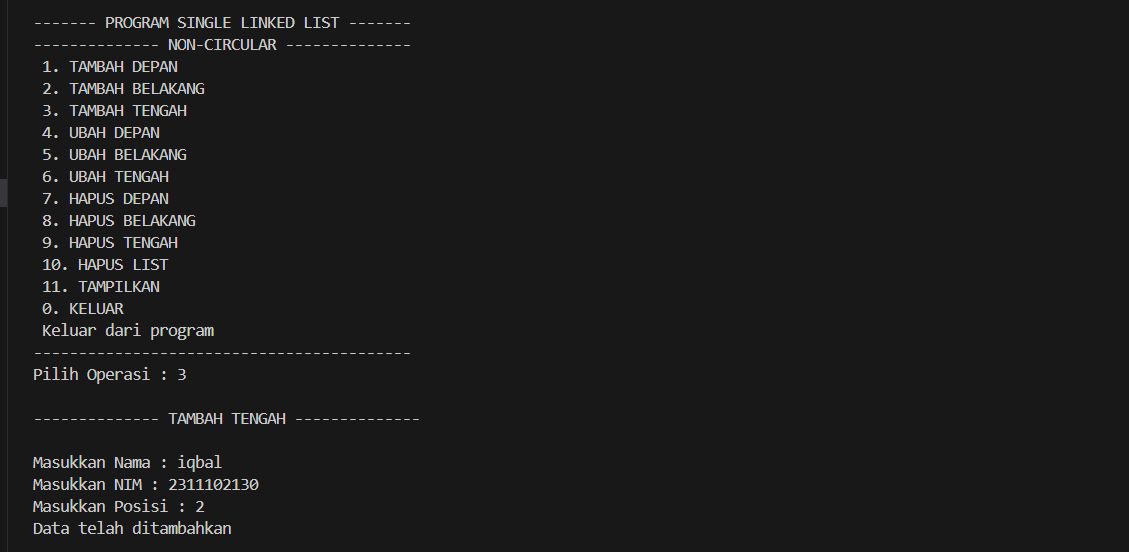 ------- PROGRAM SINGLE LINKED LIST -------
-------------- NON-CIRCULAR --------------
1. TAMBAH DEPAN
2. TAMBAH BELAKANG
3. TAMBAH TENGAH
4. UBAH DEPAN
5. UBAH BELAKANG
6. UBAH TENGAH
7. HAPUS DEPAN
8. HAPUS BELAKANG
9. HAPUS TENGAH
10. HAPUS LIST
11. TAMPILKAN
0. KELUAR
Keluar dari program
------------------------------------------
Pilih Operasi : 3
-------------- TAMBAH TENGAH --------------
Masukkan Nama : iqbal
Masukkan NIM : 2311102130
Masukkan Posisi : 2
Data telah ditambahkan